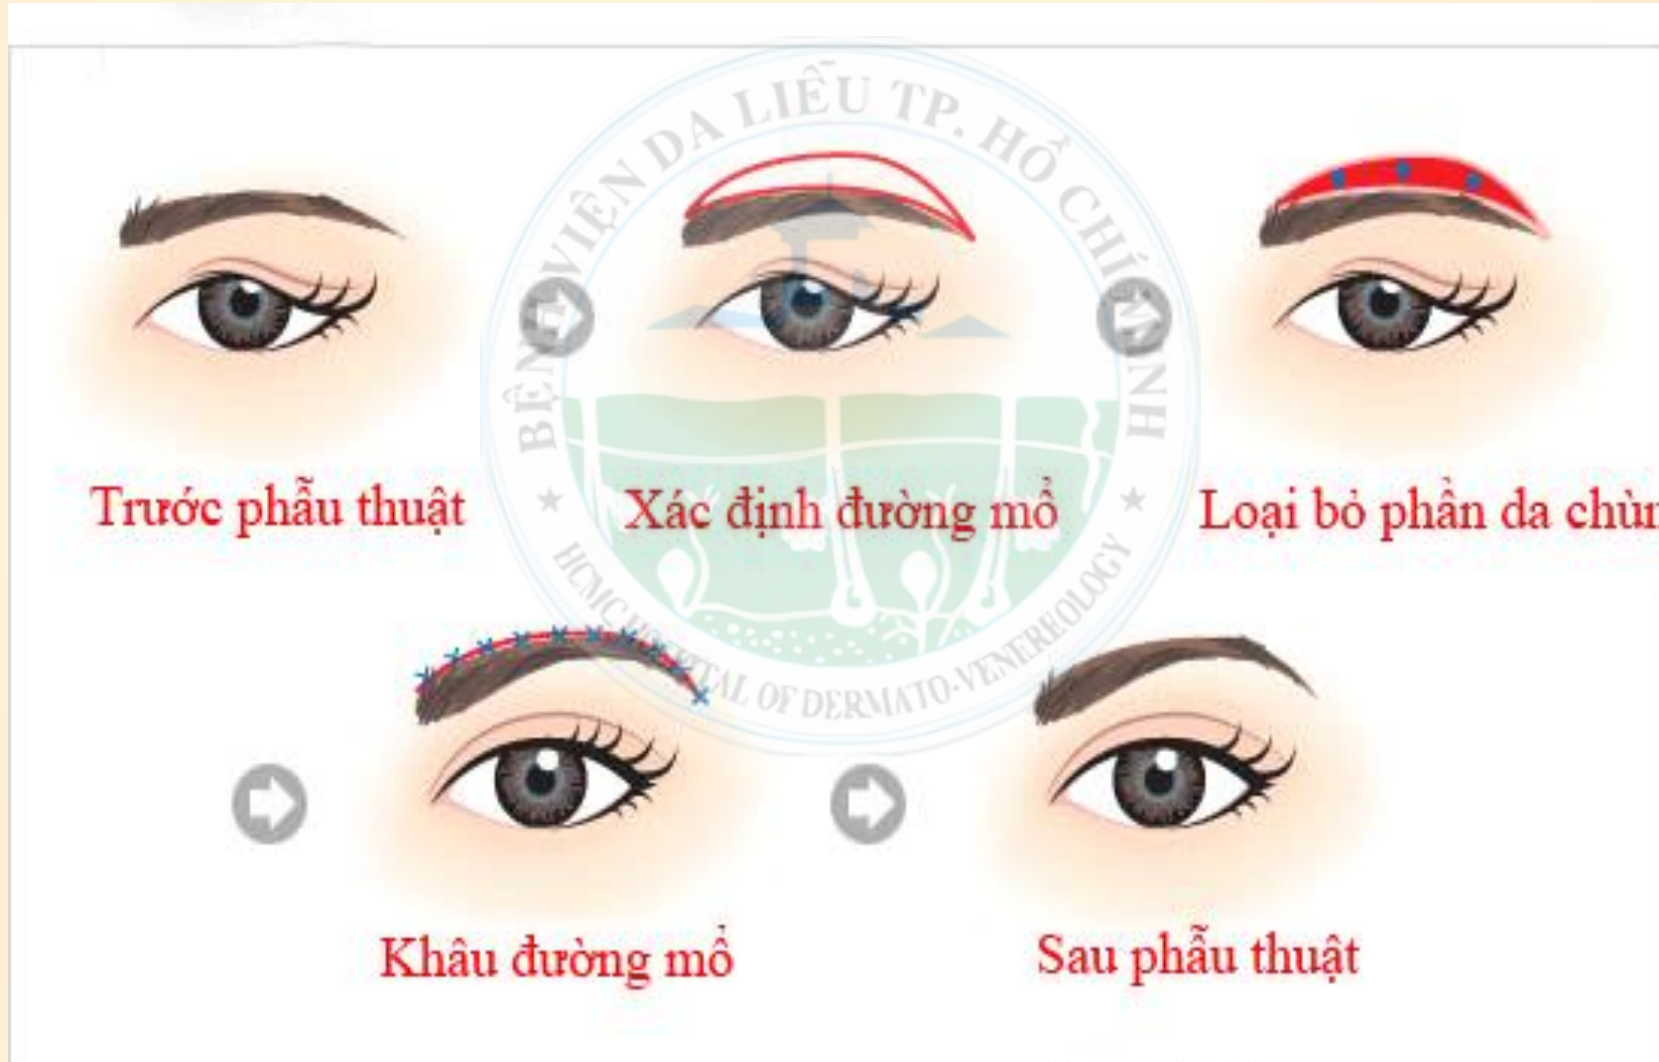 BỆNH VIỆN DA LIỄU TP. HỒ CHÍ MINH
Trước phẫu thuật
Xác định đường mổ
Loại bỏ phần da
HCMC HOSPITAL OF DERMATO-VENEREOLOGY
Khâu đường mổ
Sau phẫu thuật